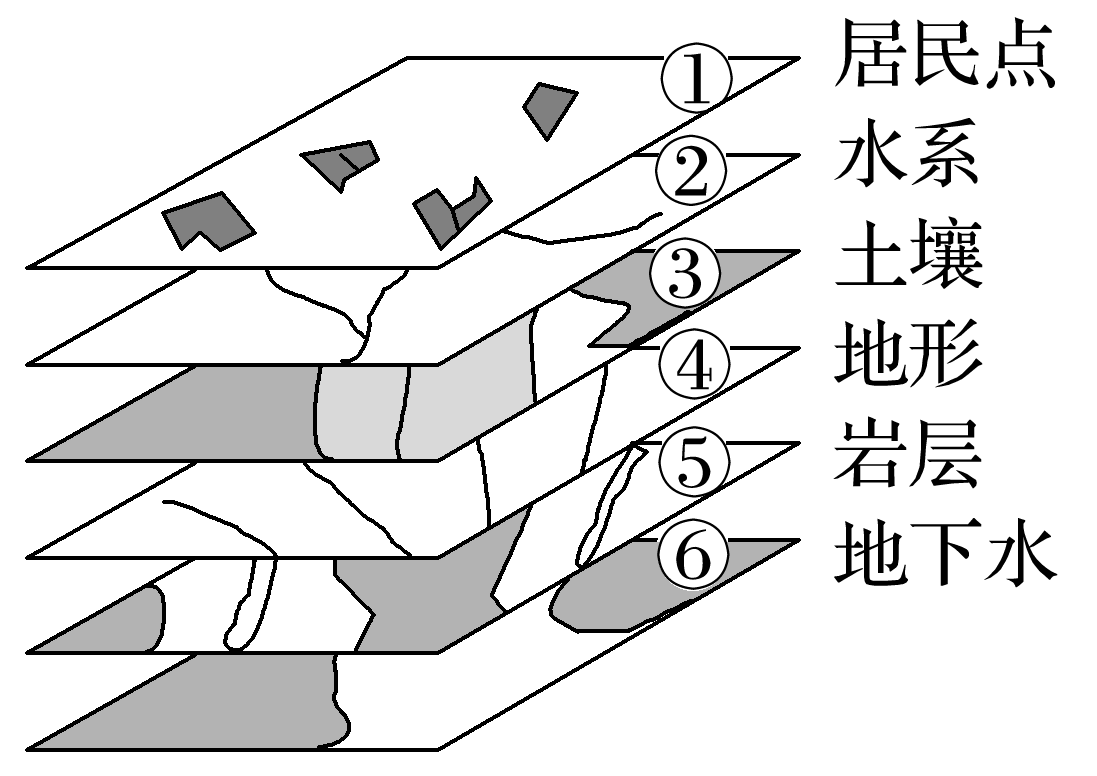 ① 居民点
② 水系
③ 土壤
④ 地形
⑤ 岩层
⑥ 地下水